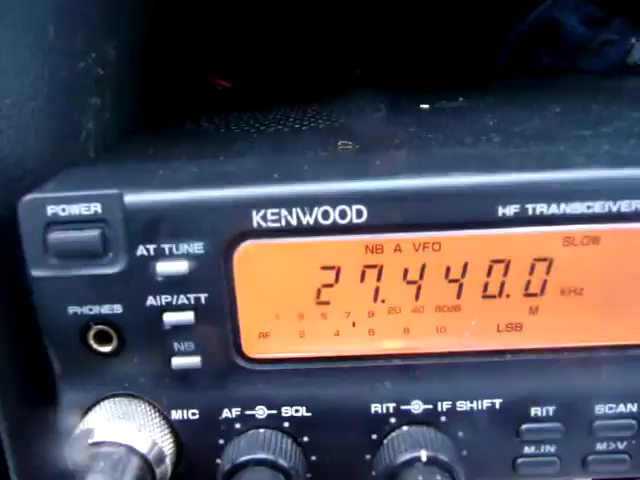 POWER
KENWOOD
HF TRANSCEIVER
AT TUNE
NB A VFO
SLOW
27.440.0 kHz
AIP/ATT
PHONES
1 3 5 7 9 20 40 60dB
M
RF 2 4 6 8 10
LSB
NB
MIC
AF SQL
RIT IF SHIFT
RIT
SCAN
M.IN
M>V